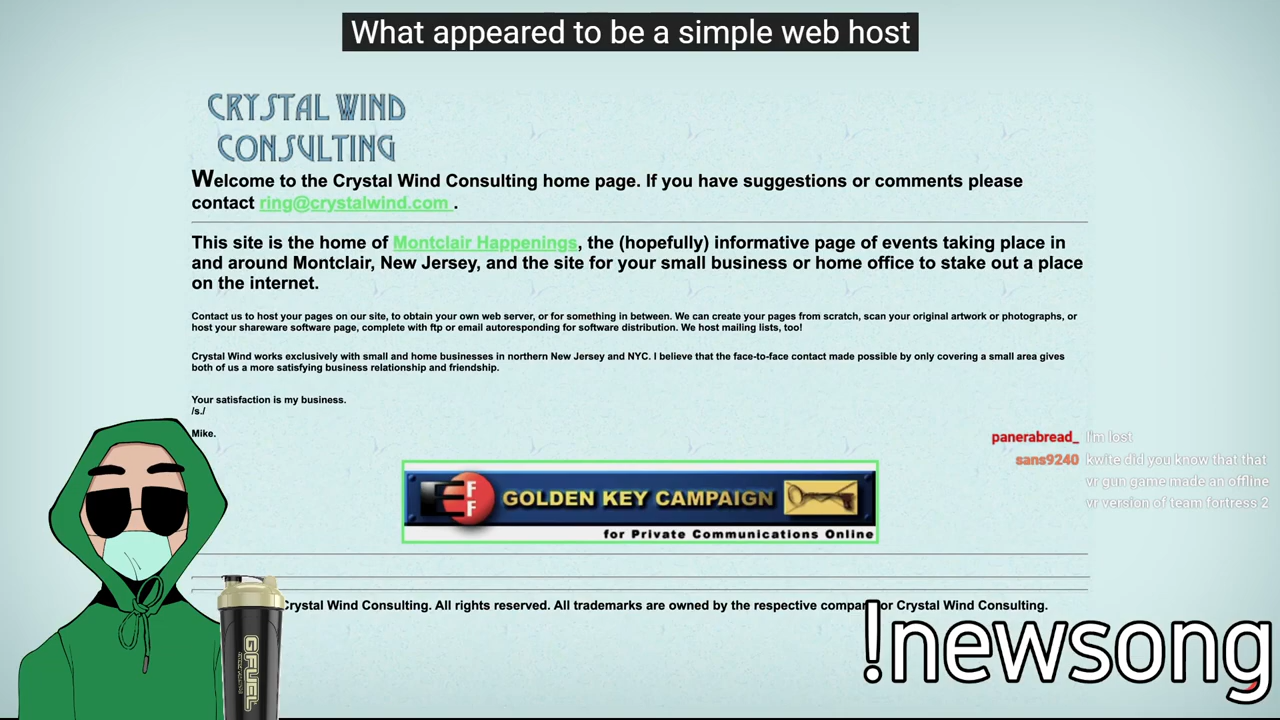 What appeared to be a simple web host
CRYSTAL WIND
CONSULTING
Welcome to the Crystal Wind Consulting home page. If you have suggestions or comments please
contact ring@crystalwind.com .
This site is the home of Montclair Happenings, the (hopefully) informative page of events taking place in
and around Montclair, New Jersey, and the site for your small business or home office to stake out a place
on the internet.
Contact us to host your pages on our site, to obtain your own web server, or for something in between. We can create your pages from scratch, scan your original artwork or photographs, or
host your shareware software page, complete with ftp or email autoresponding for software distribution. We host mailing lists, too!
Crystal Wind works exclusively with small and home businesses in northern New Jersey and NYC. I believe that the face-to-face contact made possible by only covering a small area gives
both of us a more satisfying business relationship and friendship.
Your satisfaction is my business.
/s./
Mike.
panerabread_ I'm lost
sans9240 kwite did you know that that
vr gun game made an offline
vr version of team fortress 2
EFF
GOLDEN KEY CAMPAIGN
for Private Communications Online
Crystal Wind Consulting. All rights reserved. All trademarks are owned by the respective or Crystal Wind Consulting.
!newsong
GFUEL